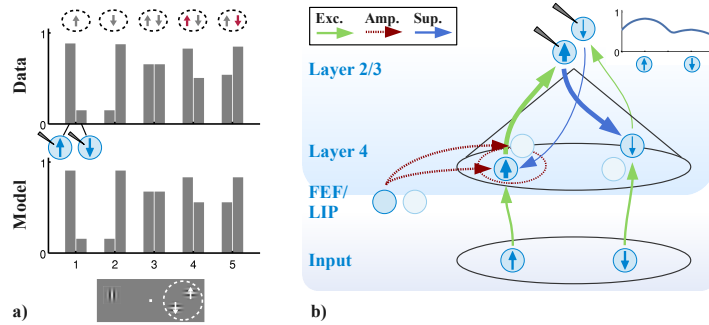 1
Data
0
1
Model
0
1 2 3 4 5
a)
Exc. Amp. Sup.
1
0
Layer 2/3
Layer 4
FEF/
LIP
Input
b)